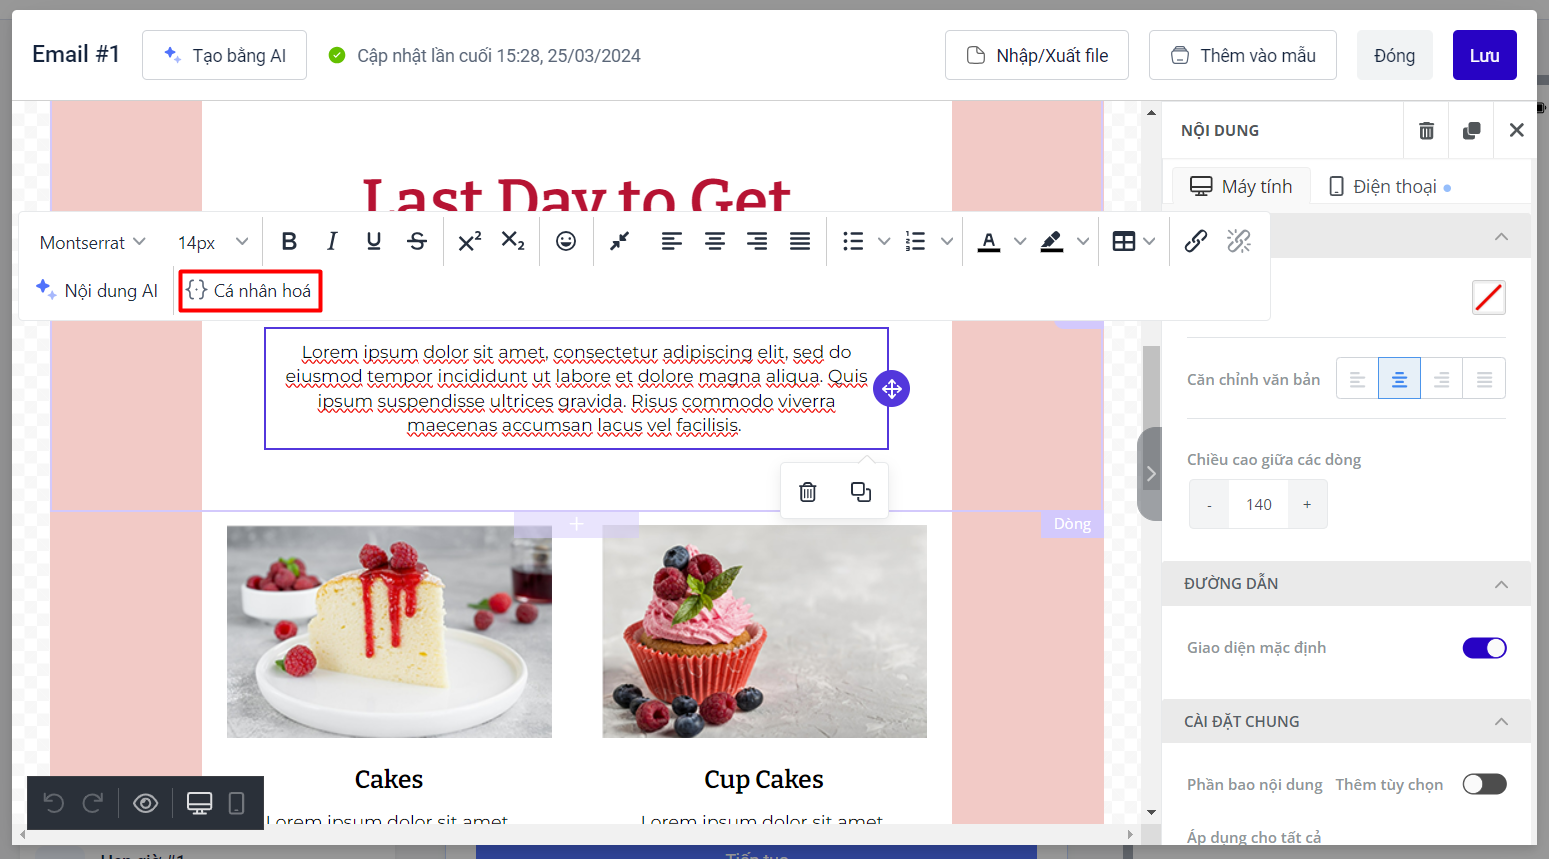 Email #1
Tạo bằng AI
Cập nhật lần cuối 15:28, 25/03/2024
Nhập/Xuất file
Thêm vào mẫu
Đóng
Lưu
NỘI DUNG
Máy tính
Điện thoại
Last Day to Get
Montserrat
14px
Nội dung AI
Cá nhân hoá
Lorem ipsum dolor sit amet, consectetur adipiscing elit, sed do
eiusmod tempor incididunt ut labore et dolore magna aliqua. Quis
ipsum suspendisse ultrices gravida. Risus commodo viverra
maecenas accumsan lacus vel facilisis.
Căn chỉnh văn bản
Chiều cao giữa các dòng
- 140 +
Dòng
ĐƯỜNG DẪN
Giao diện mặc định
CÀI ĐẶT CHUNG
Phần bao nội dung
Thêm tùy chọn
Áp dụng cho tất cả
Cakes
Cup Cakes
Lorem ipsum dolor sit amet
Lorem ipsum dolor sit amet
Hẹn giờ #1
Tiếp tục